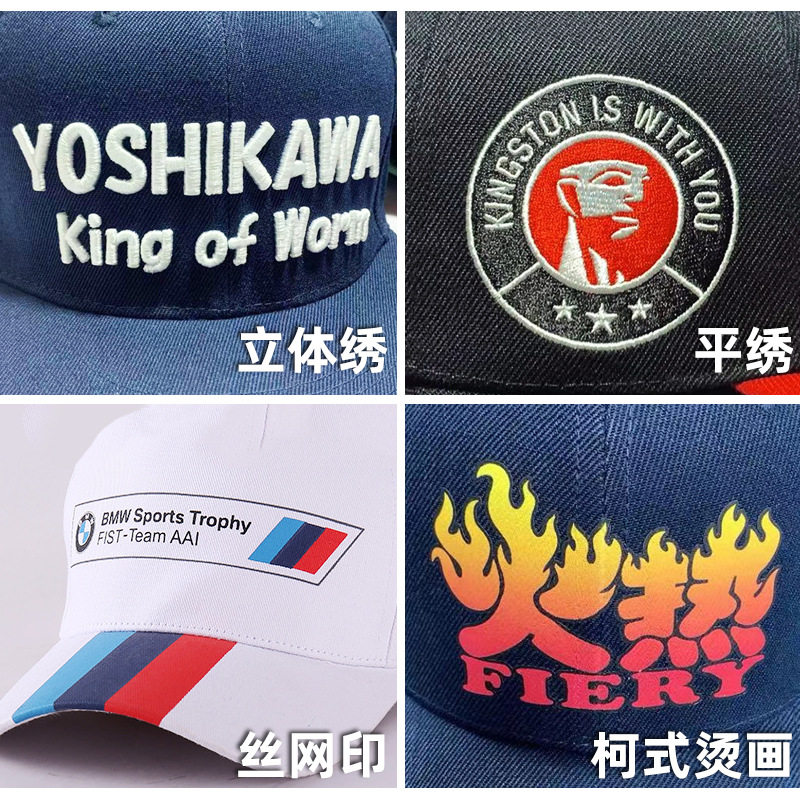 YOSHIKAWA
King of Worm
立体绣
KINGSTON IS WITH YOU
平绣
BMW Sports Trophy
FIST-Team AAI
丝网印
火热
FIERY
柯式烫画